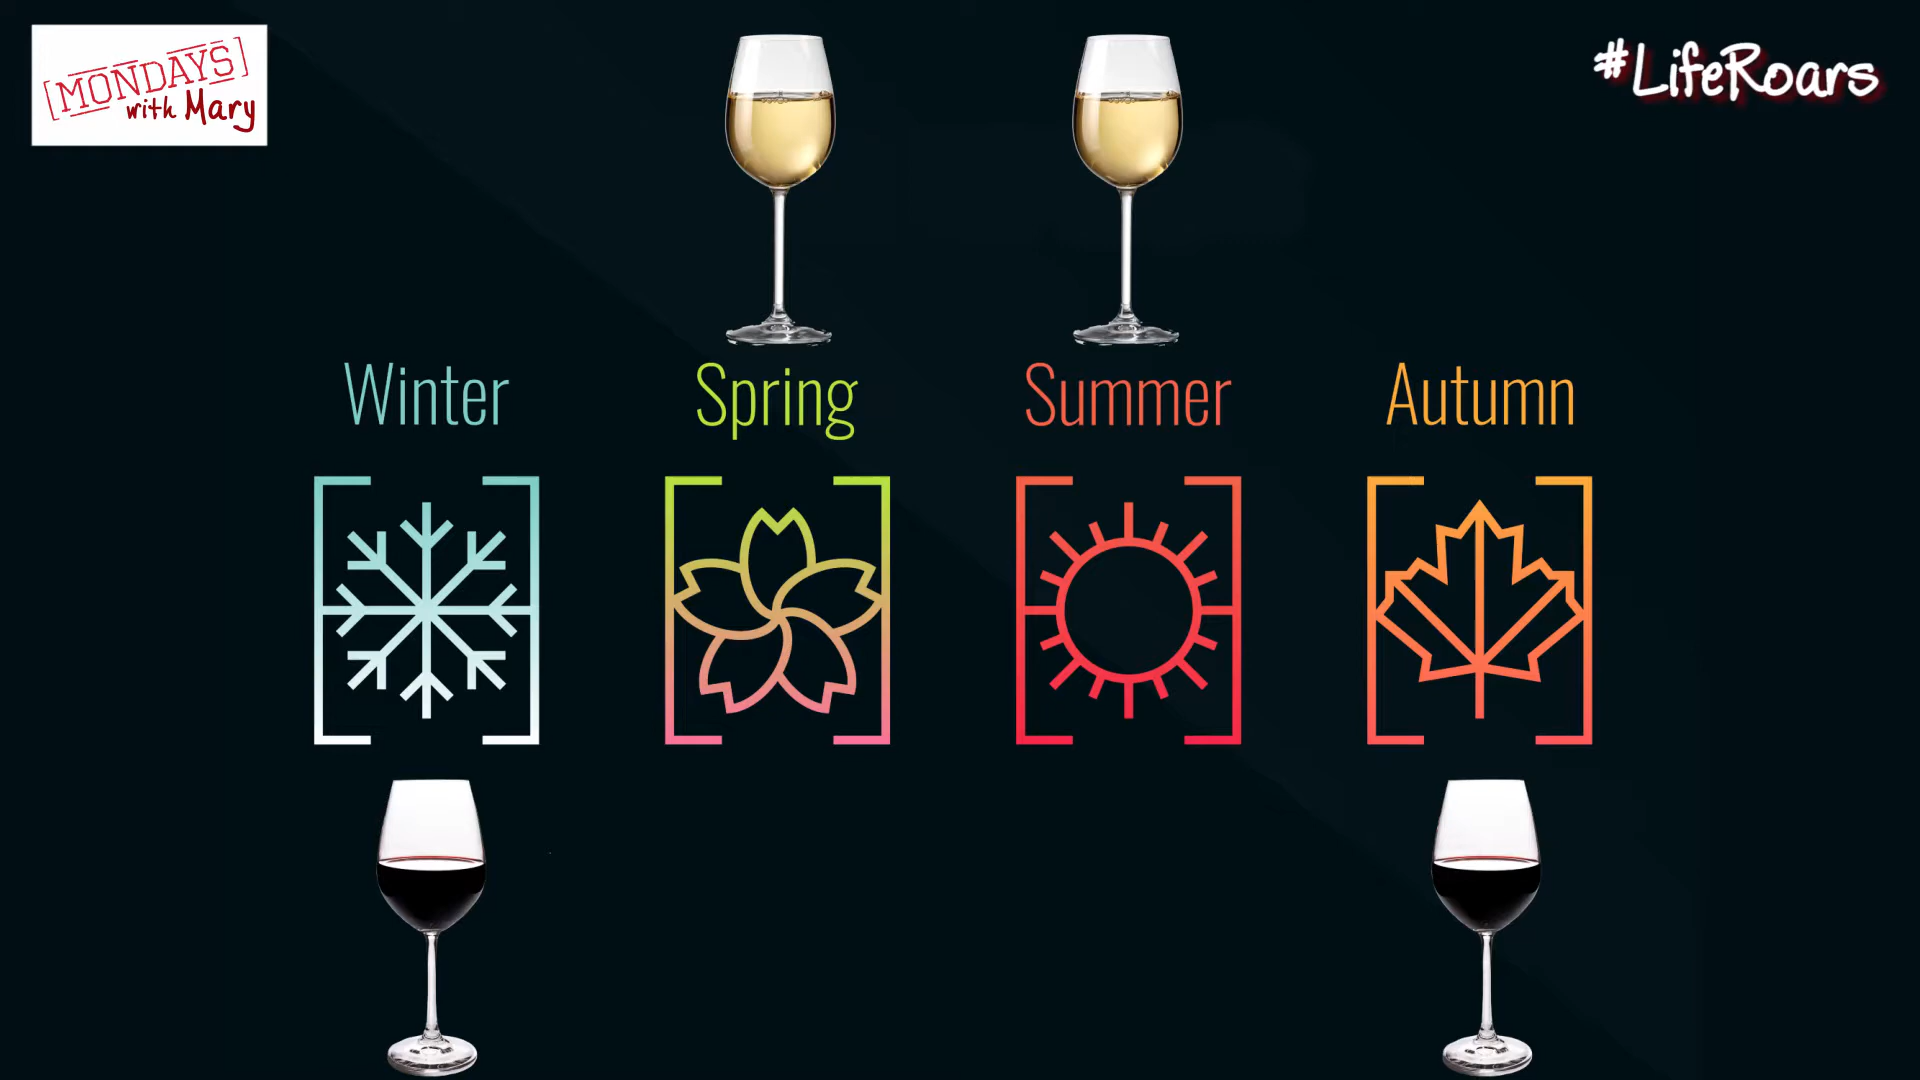 MONDAYS
with Mary
#LifeRoars
Winter
Spring
Summer
Autumn